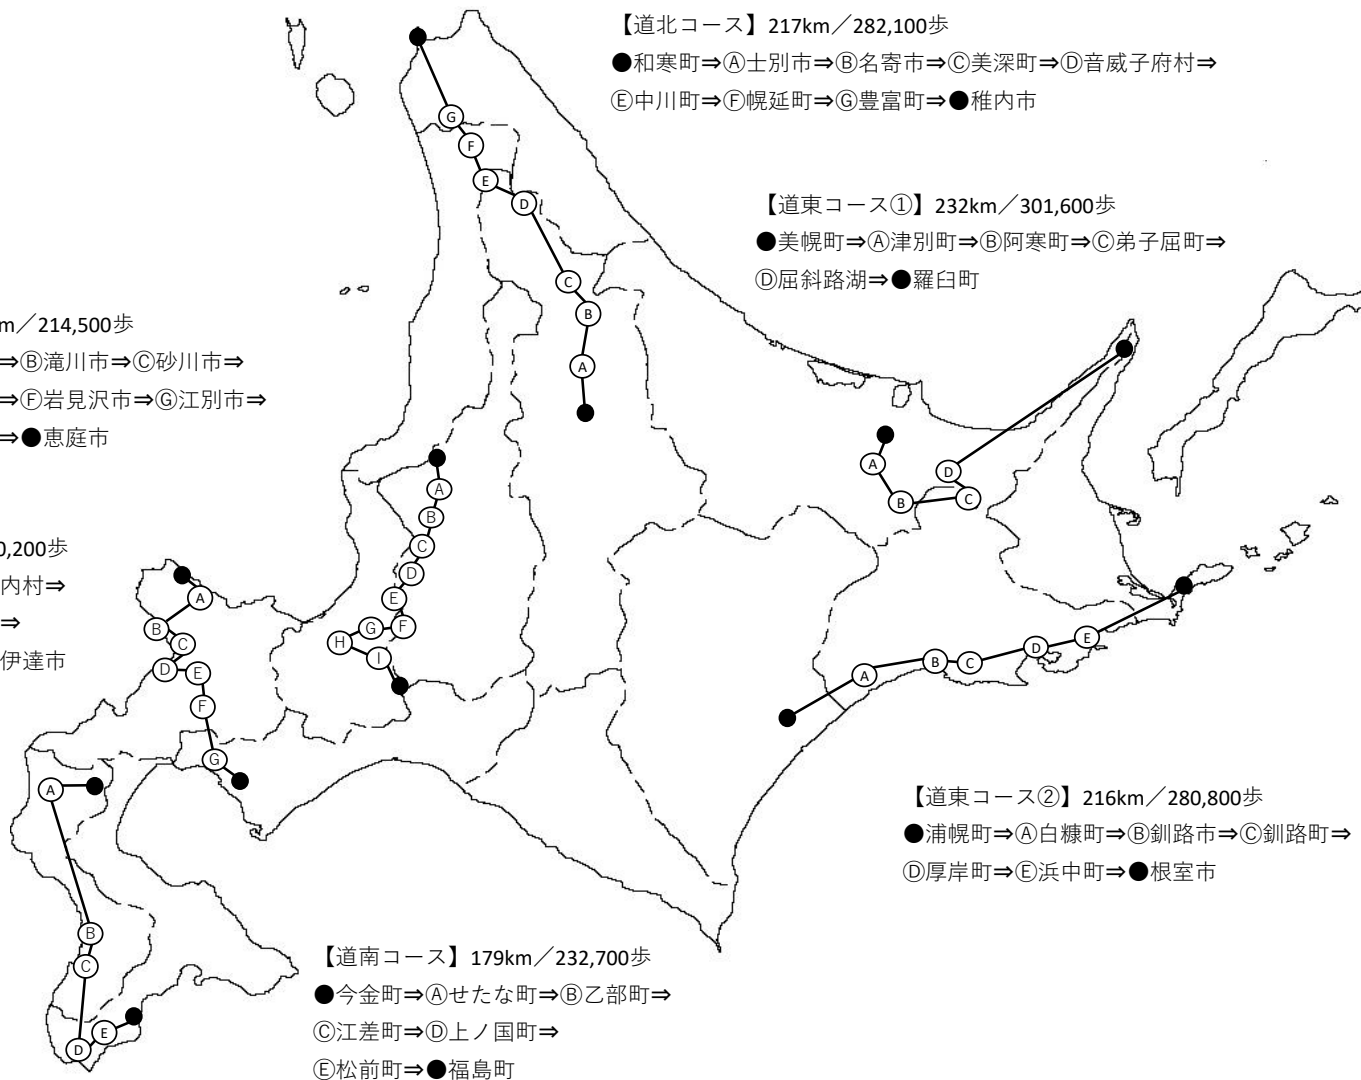 【道北コース】217km／282,100歩
●和寒町⇒Ⓐ士別市⇒Ⓑ名寄市⇒Ⓒ美深町⇒Ⓓ音威子府村⇒
Ⓔ中川町⇒Ⓕ幌延町⇒Ⓖ豊富町⇒●稚内市
【道東コース①】232km／301,600歩
●美幌町⇒Ⓐ津別町⇒Ⓑ阿寒町⇒Ⓒ弟子屈町⇒
Ⓓ屈斜路湖⇒●羅臼町
m／214,500歩
⇒Ⓑ滝川市⇒Ⓒ砂川市⇒
⇒Ⓕ岩見沢市⇒Ⓖ江別市⇒
⇒●恵庭市
0,200歩
内村⇒
⇒
伊達市
【道東コース②】216km／280,800歩
●浦幌町⇒Ⓐ白糠町⇒Ⓑ釧路市⇒Ⓒ釧路町⇒
Ⓓ厚岸町⇒Ⓔ浜中町⇒●根室市
【道南コース】179km／232,700歩
●今金町⇒Ⓐせたな町⇒Ⓑ乙部町⇒
Ⓒ江差町⇒Ⓓ上ノ国町⇒
Ⓔ松前町⇒●福島町
G
F
E
D
C
B
A
A
B
C
D
E
F
G
H
I
A
B
C
D
E
F
G
A
B
C
D
E
A
B
C
D
A
B
C
D
E